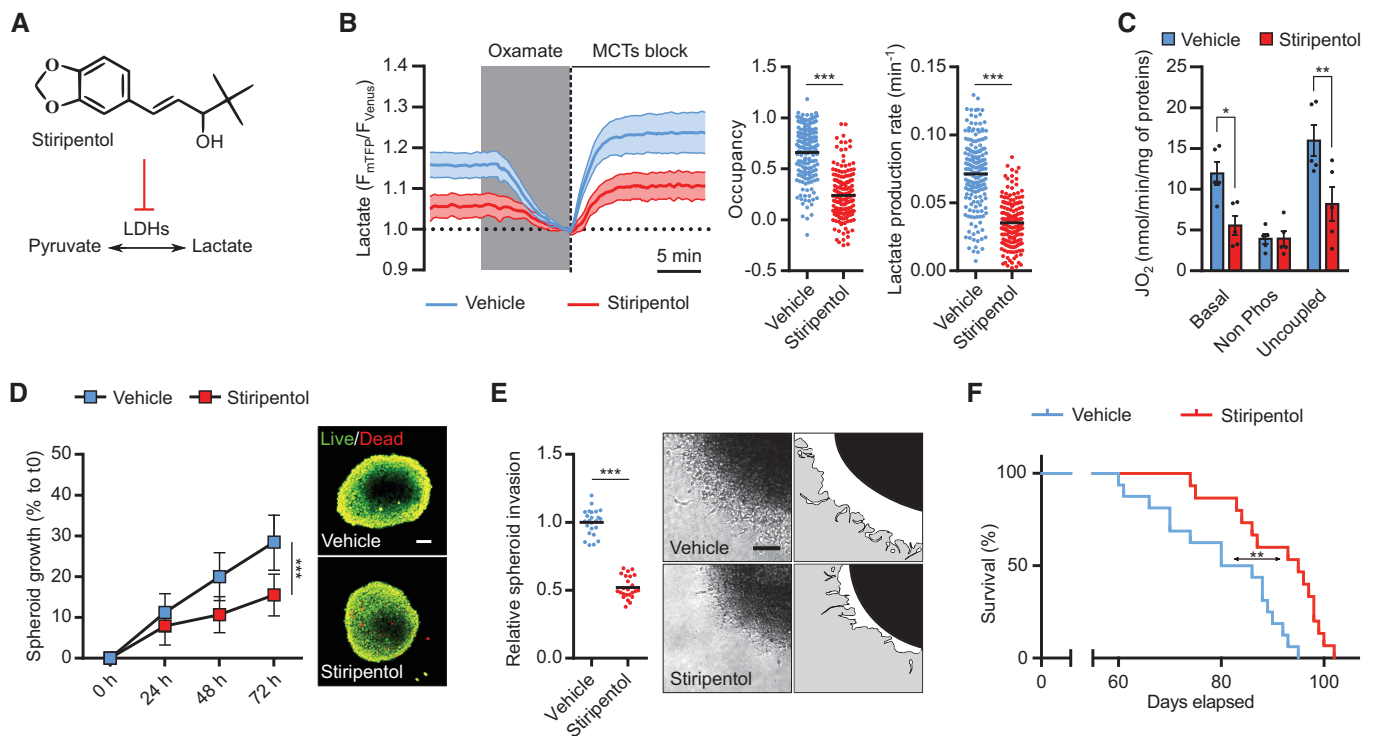 A
O
O
OH
Stiripentol
LDHs
Pyruvate
Lactate
B
Oxamate
MCTs block
Lactate (FmTFP/FVenus)
1.4
1.3
1.2
1.1
1.0
0.9
5 min
Vehicle
Stiripentol
Occupancy
1.5
1.0
0.5
0.0
-0.5
***
Vehicle
Stiripentol
Lactate production rate (min-1)
0.15
0.10
0.05
0.00
***
Vehicle
Stiripentol
C
Vehicle
Stiripentol
JO2 (nmol/min/mg of proteins)
25
20
15
10
5
0
*
**
Basal
Non Phos
Uncoupled
D
Vehicle
Stiripentol
Spheroid growth (% to t0)
50
40
30
20
10
0
***
0 h
24 h
48 h
72 h
Live/Dead
Vehicle
Stiripentol
E
Relative spheroid invasion
1.5
1.0
0.5
0.0
***
Vehicle
Stiripentol
Vehicle
Stiripentol
F
Vehicle
Stiripentol
Survival (%)
100
50
0
**
0
60
80
100
Days elapsed